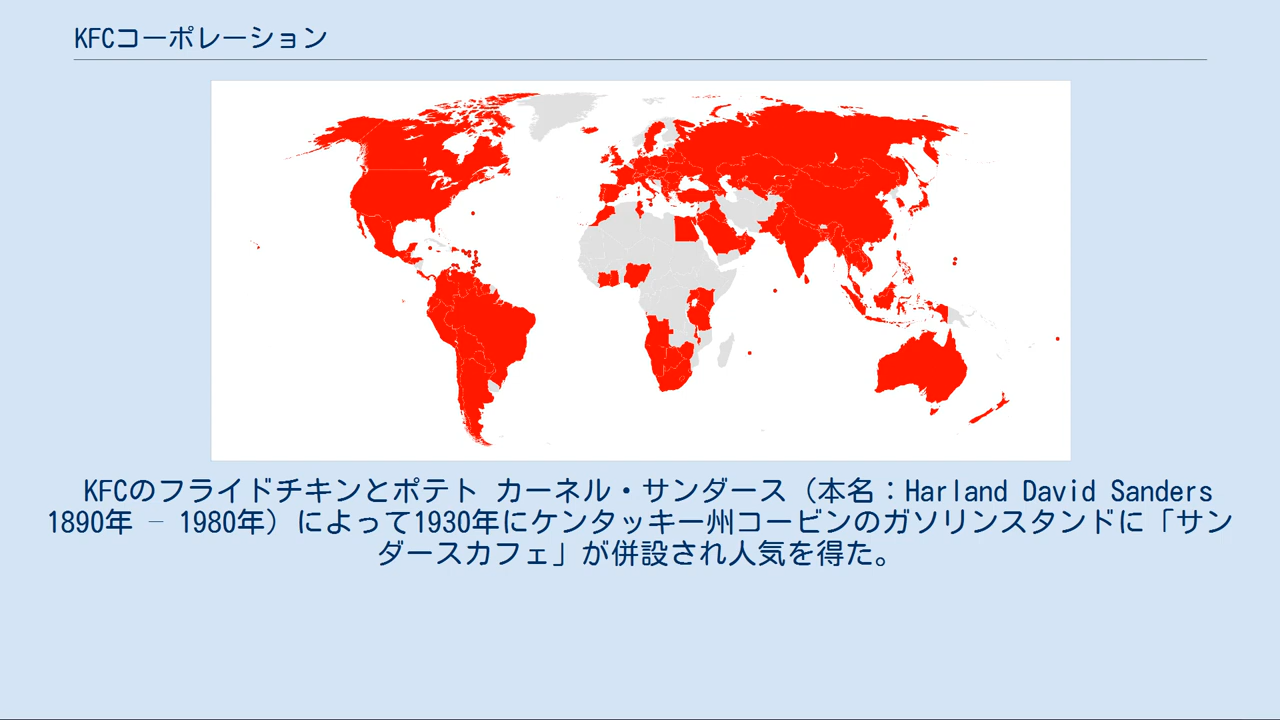 KFCコーポレーション
KFCのフライドチキンとポテト カーネル・サンダース（本名：Harland David Sanders
1890年 – 1980年）によって1930年にケンタッキー州コービンのガソリンスタンドに「サン
ダースカフェ」が併設され人気を得た。